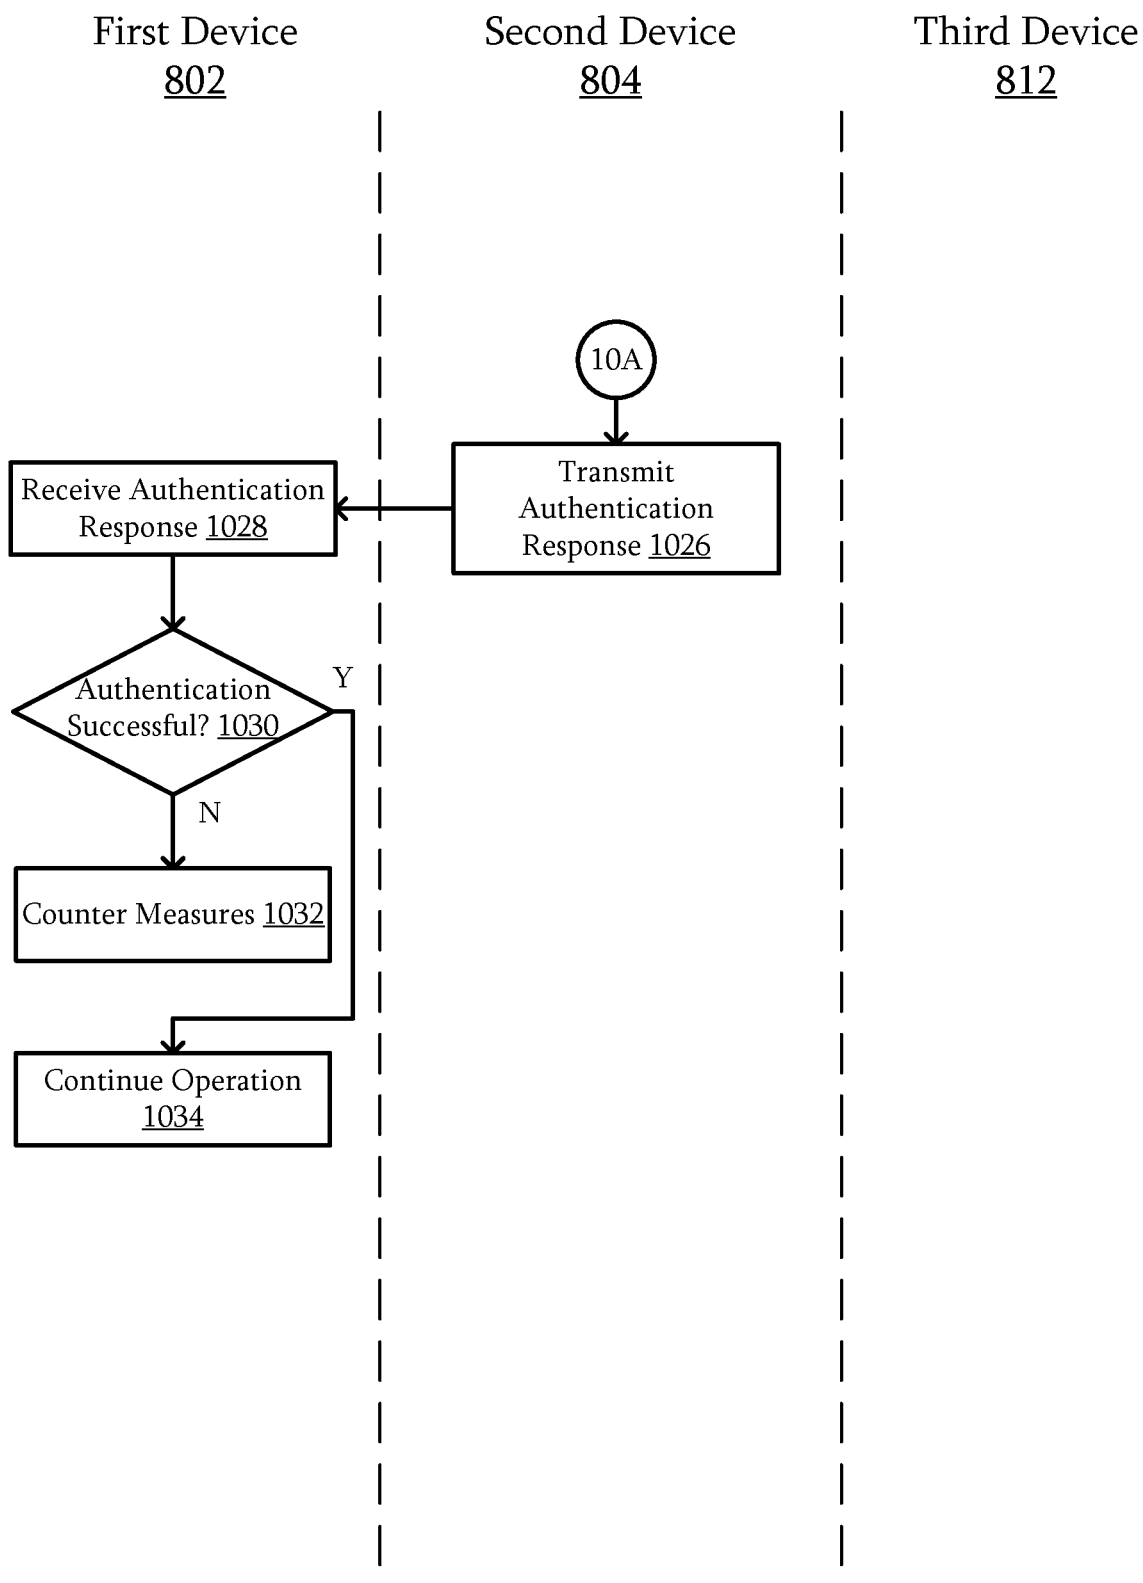 First Device
802
Second Device
804
Third Device
812
10A
Transmit
Authentication
Response 1026
Receive Authentication
Response 1028
Authentication
Successful? 1030
Y
N
Counter Measures 1032
Continue Operation
1034